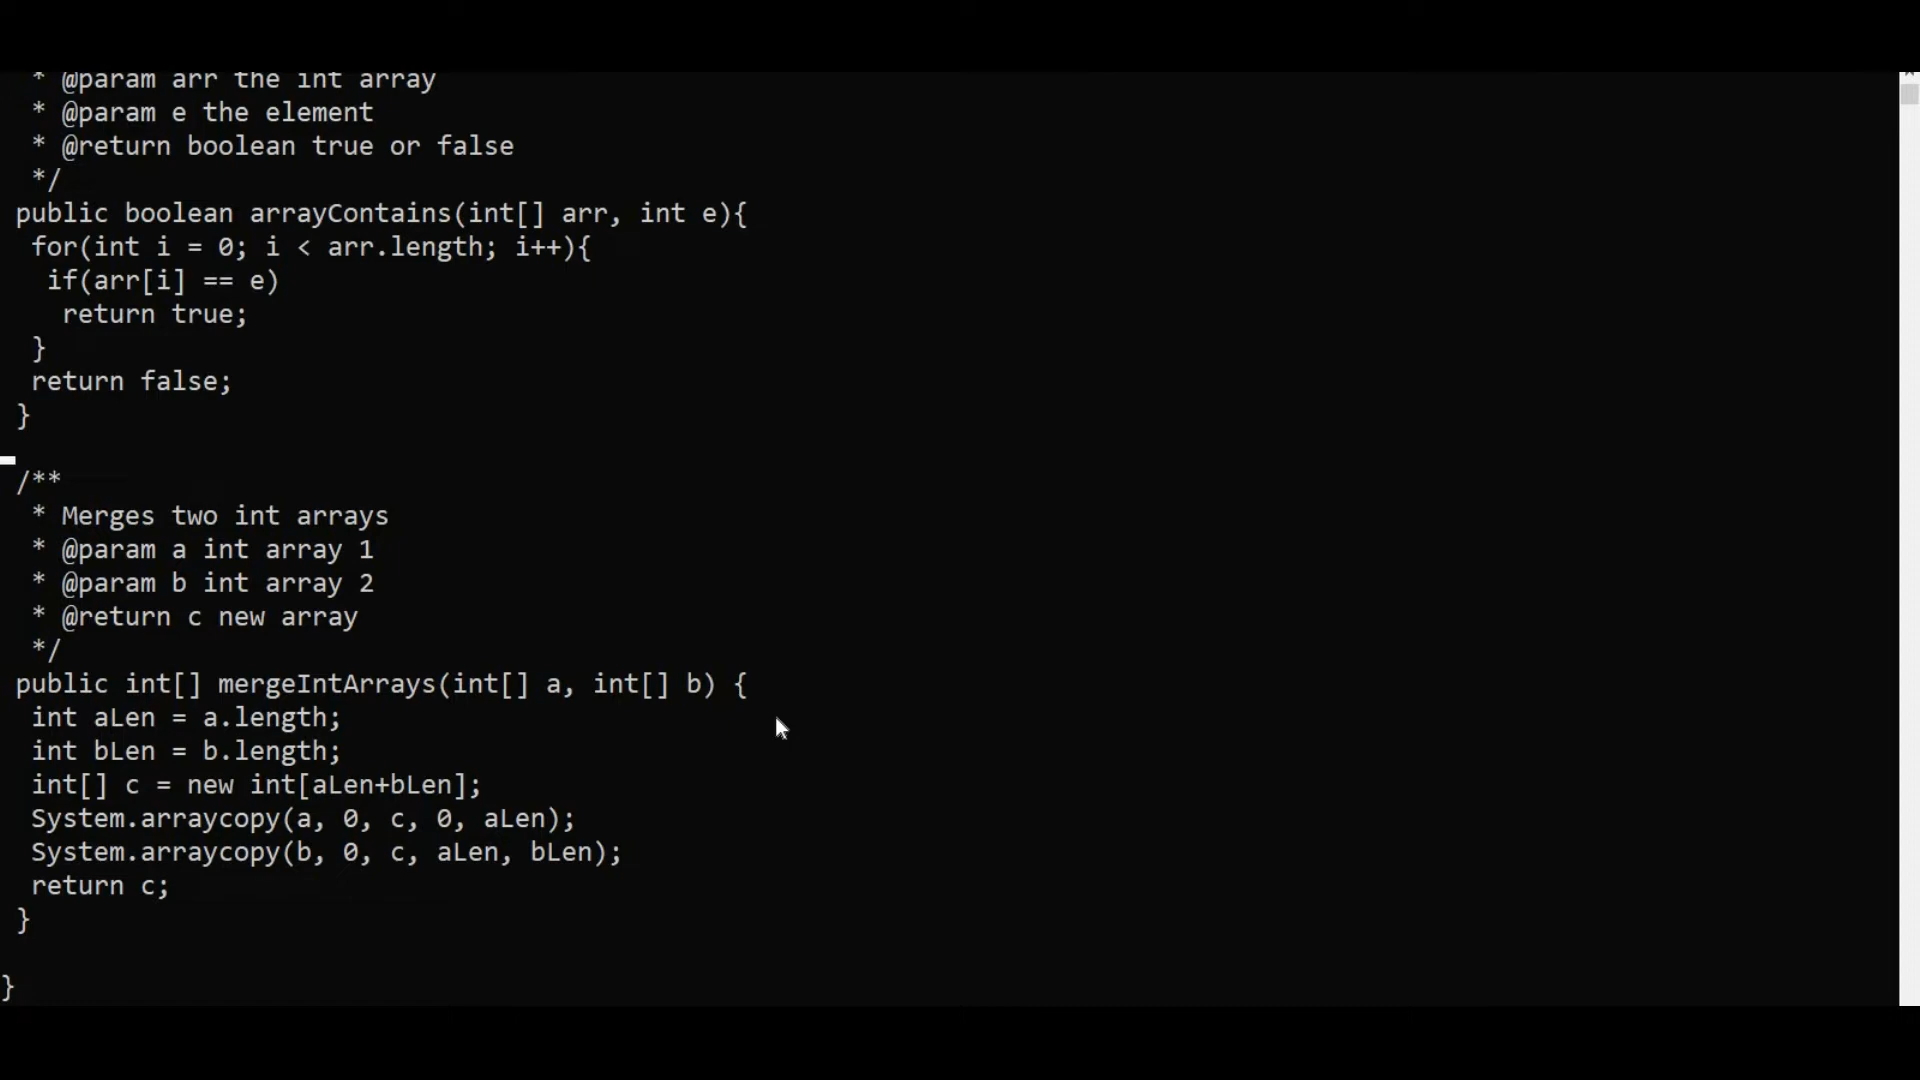 * @param arr the int array
* @param e the element
* @return boolean true or false
*/
public boolean arrayContains(int[] arr, int e){
for(int i = 0; i < arr.length; i++){
if(arr[i] == e)
return true;
}
return false;
}
/**
* Merges two int arrays
* @param a int array 1
* @param b int array 2
* @return c new array
*/
public int[] mergeIntArrays(int[] a, int[] b) {
int aLen = a.length;
int bLen = b.length;
int[] c = new int[aLen+bLen];
System.arraycopy(a, 0, c, 0, aLen);
System.arraycopy(b, 0, c, aLen, bLen);
return c;
}
}